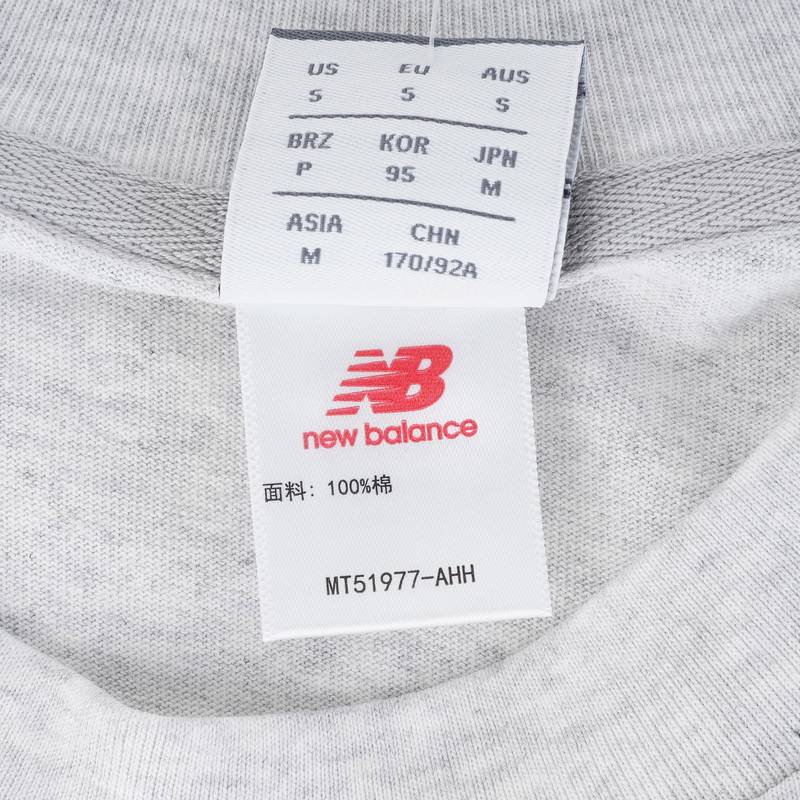 US EU AUS
S S S
BRZ KOR JPN
P 95 M
ASIA CHN
M 170/92A
NB
new balance
面料: 100%棉
MT51977-AHH